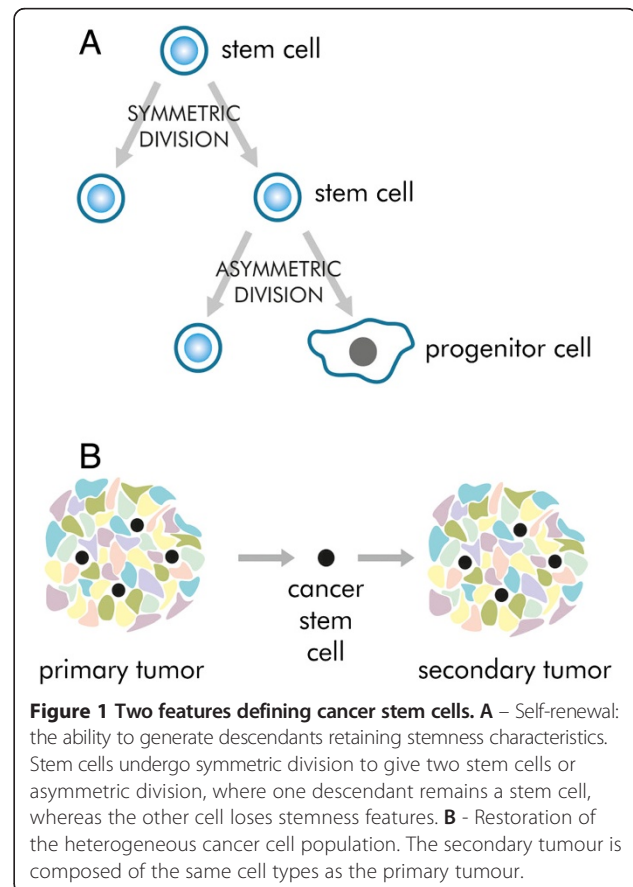 A
stem cell
SYMMETRIC
DIVISION
stem cell
ASYMMETRIC
DIVISION
progenitor cell
B
cancer
stem
cell
primary tumor
secondary tumor
Figure 1 Two features defining cancer stem cells. A – Self-renewal:
the ability to generate descendants retaining stemness characteristics.
Stem cells undergo symmetric division to give two stem cells or
asymmetric division, where one descendant remains a stem cell,
whereas the other cell loses stemness features. B - Restoration of
the heterogeneous cancer cell population. The secondary tumour is
composed of the same cell types as the primary tumour.